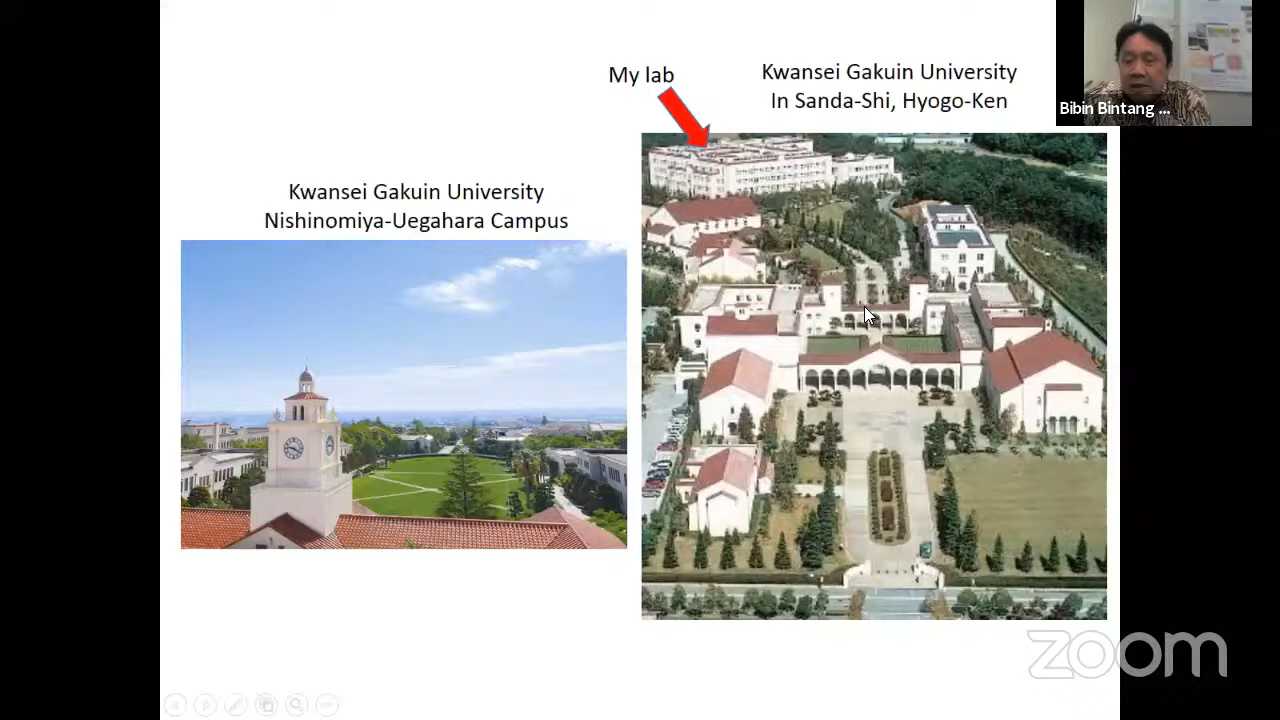 My lab
Kwansei Gakuin University
In Sanda-Shi, Hyogo-Ken
Bibin Bintang ...
Kwansei Gakuin University
Nishinomiya-Uegahara Campus
zoom